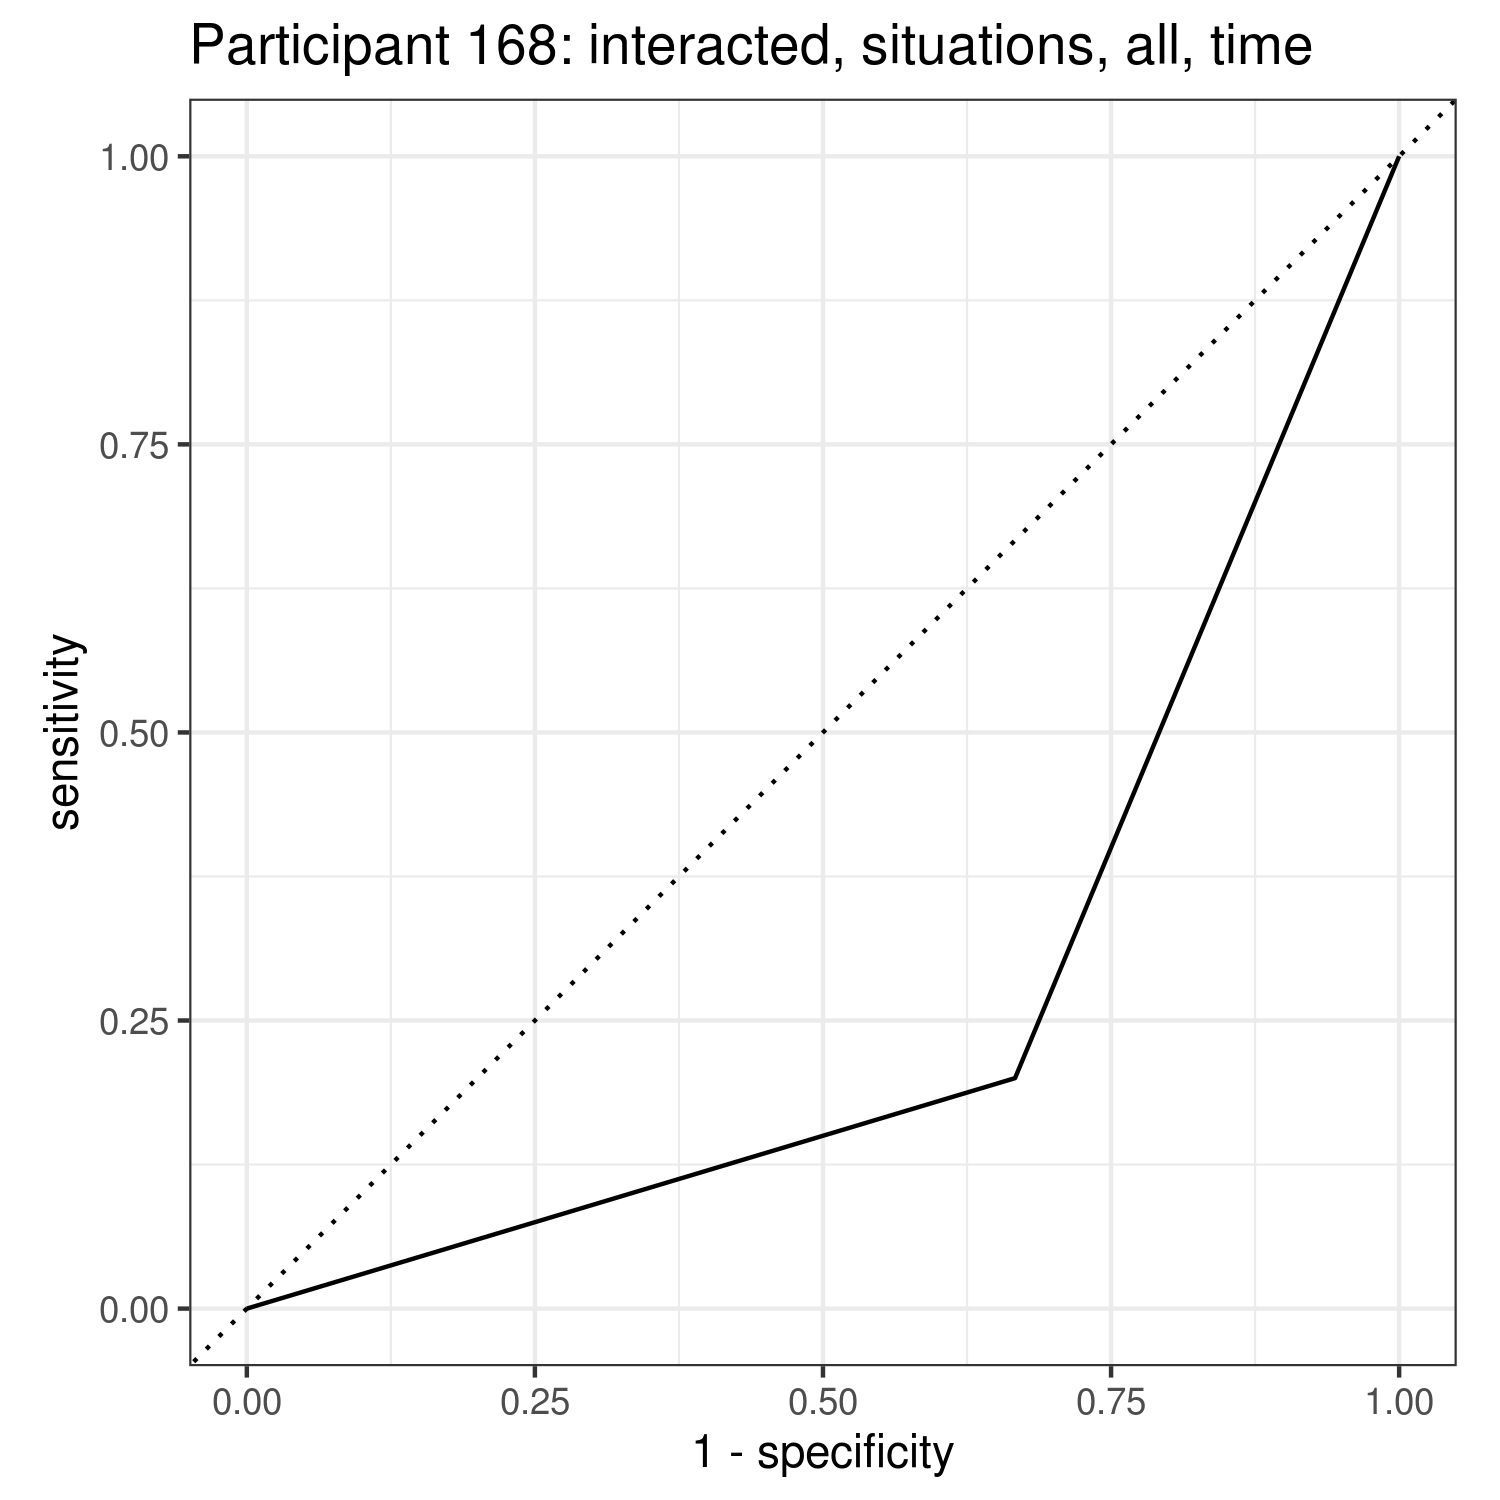 Participant 168: interacted, situations, all, time
1.00
0.75
0.50
0.25
0.00
sensitivity
0.00 0.25 0.50 0.75 1.00
1 - specificity